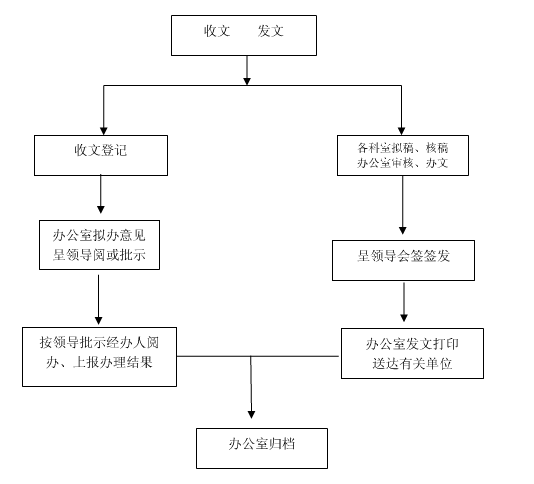 收文　　发文
收文登记
各科室拟稿、核稿
办公室审核、办文
办公室拟办意见
呈领导阅或批示
呈领导会签签发
按领导批示经办人阅
办、上报办理结果
办公室发文打印
送达有关单位
办公室归档